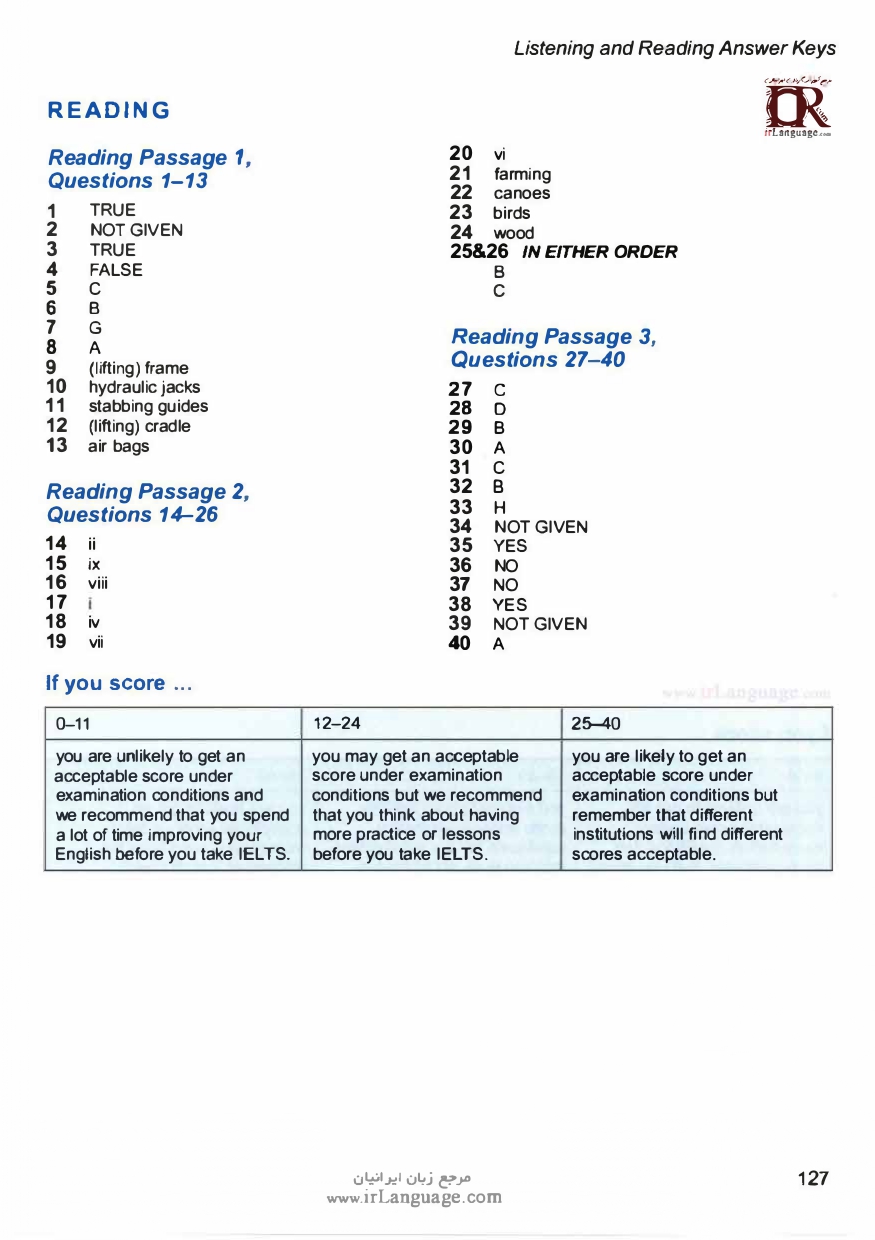 Listening and Reading Answer Keys
irLanguage.com
READING
Reading Passage 1,
Questions 1–13
1 TRUE
2 NOT GIVEN
3 TRUE
4 FALSE
5 C
6 B
7 G
8 A
9 (lifting) frame
10 hydraulic jacks
11 stabbing guides
12 (lifting) cradle
13 air bags
Reading Passage 2,
Questions 14–26
14 ii
15 ix
16 viii
17 i
18 iv
19 vii
20 vi
21 farming
22 canoes
23 birds
24 wood
25&26 IN EITHER ORDER
B
C
Reading Passage 3,
Questions 27–40
27 C
28 D
29 B
30 A
31 C
32 B
33 H
34 NOT GIVEN
35 YES
36 NO
37 NO
38 YES
39 NOT GIVEN
40 A
If you score ...
www.irLanguage.com
0–11
you are unlikely to get an
acceptable score under
examination conditions and
we recommend that you spend
a lot of time improving your
English before you take IELTS.
12–24
you may get an acceptable
score under examination
conditions but we recommend
that you think about having
more practice or lessons
before you take IELTS.
25–40
you are likely to get an
acceptable score under
examination conditions but
remember that different
institutions will find different
scores acceptable.
مرجع زبان ایرانیان
www.irLanguage.com
127